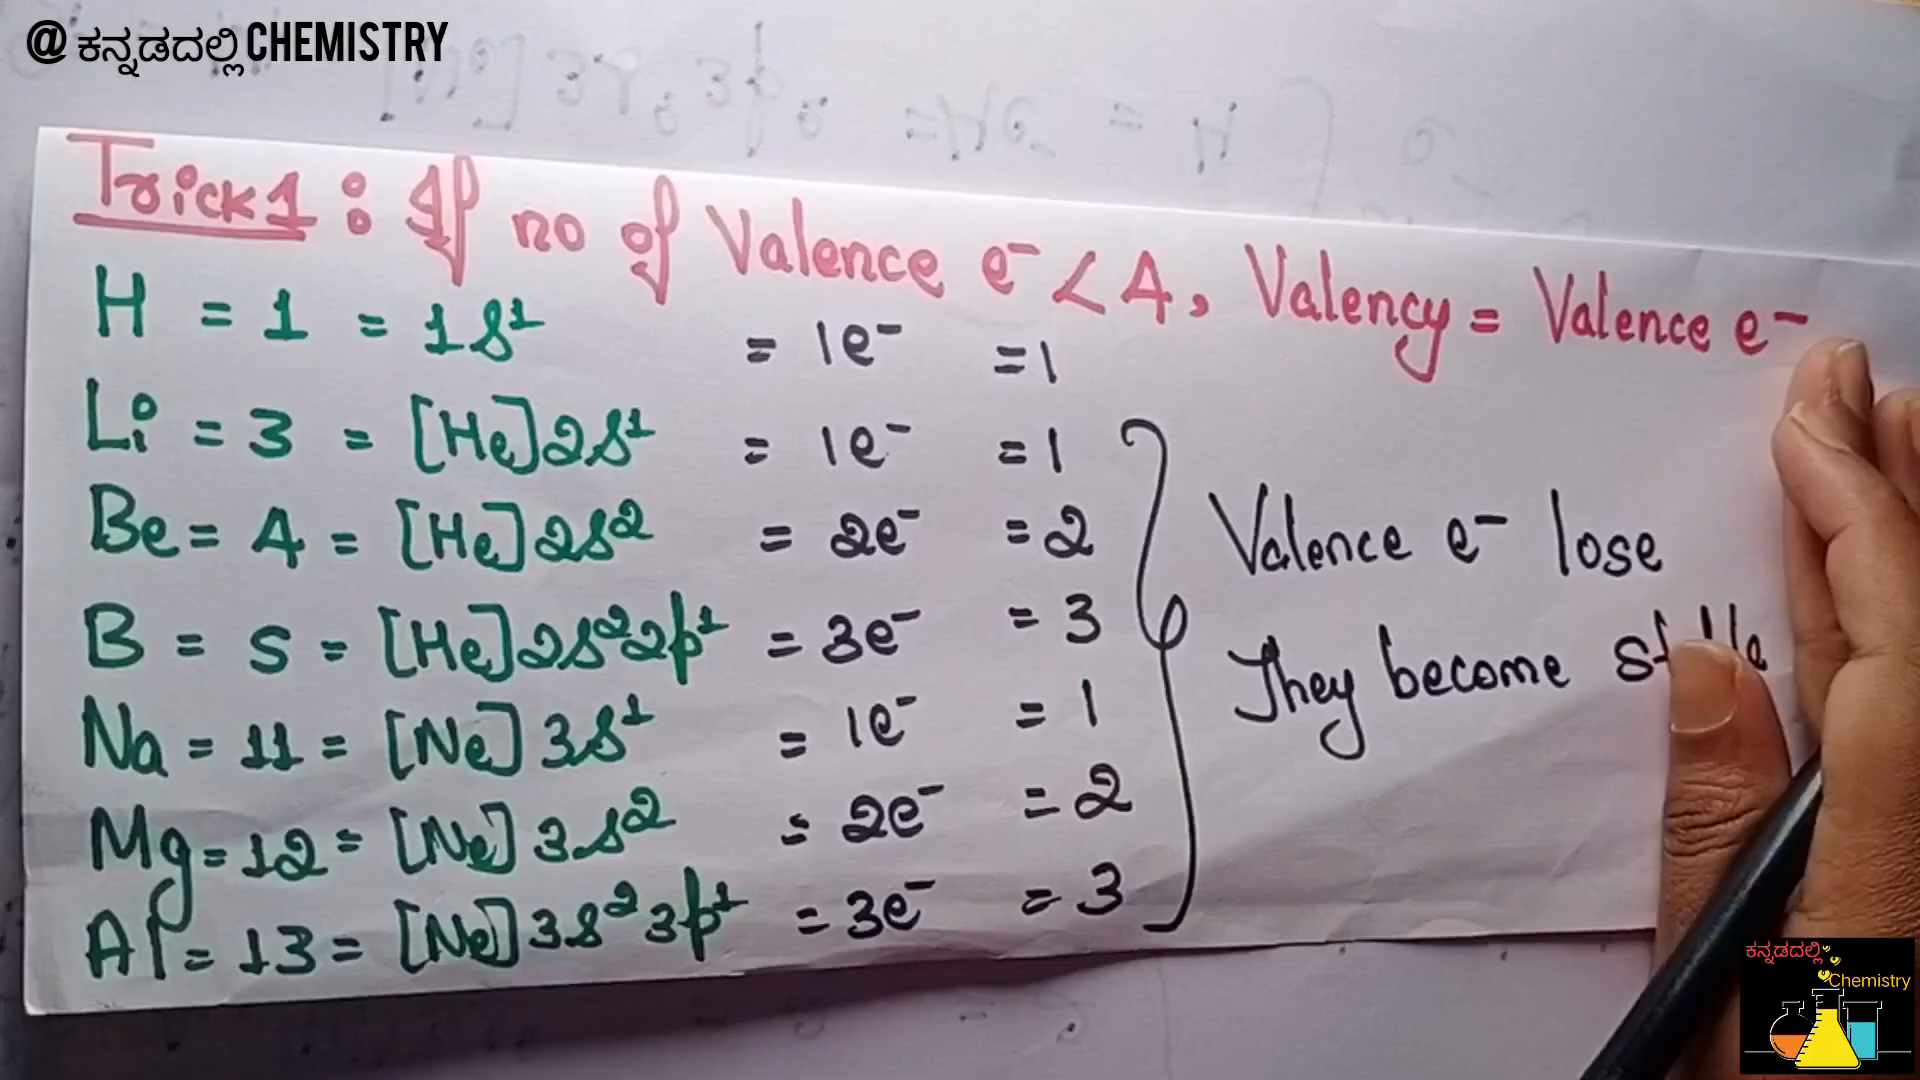 @ ಕನ್ನಡದಲ್ಲಿ CHEMISTRY
Trick 1 : If no of Valence e⁻ < 4, Valency = Valence e⁻
H = 1 = 1s¹ = 1e⁻ = 1
Li = 3 = [He]2s¹ = 1e⁻ = 1
Be = 4 = [He]2s² = 2e⁻ = 2
B = 5 = [He]2s²2p¹ = 3e⁻ = 3
Na = 11 = [Ne]3s¹ = 1e⁻ = 1
Mg = 12 = [Ne]3s² = 2e⁻ = 2
Al = 13 = [Ne]3s²3p¹ = 3e⁻ = 3
Valence e⁻ lose
They become
ಕನ್ನಡದಲ್ಲಿ
Chemistry